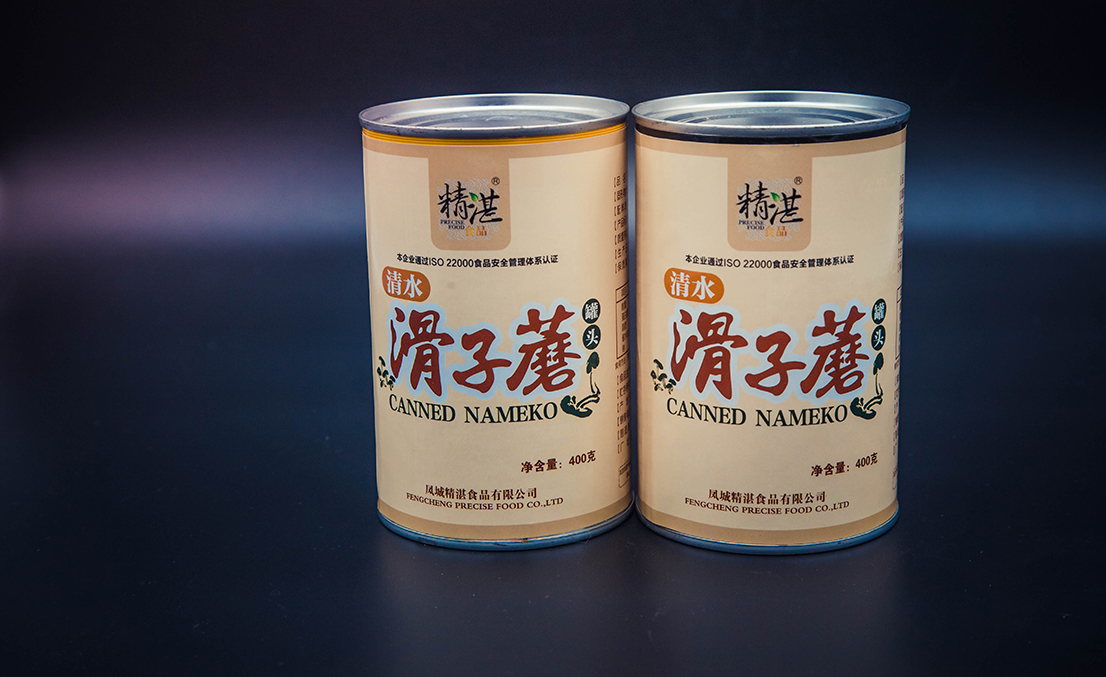 精湛®
PRECISE
FOOD 食品
本企业通过ISO 22000食品安全管理体系认证
清水
滑子蘑
罐头
CANNED NAMEKO
净含量：400克
凤城精湛食品有限公司
FENGCHENG PRECISE FOOD CO.,LTD
精湛®
PRECISE
FOOD 食品
本企业通过ISO 22000食品安全管理体系认证
清水
滑子蘑
罐头
CANNED NAMEKO
净含量：400克
凤城精湛食品有限公司
FENGCHENG PRECISE FOOD CO.,LTD